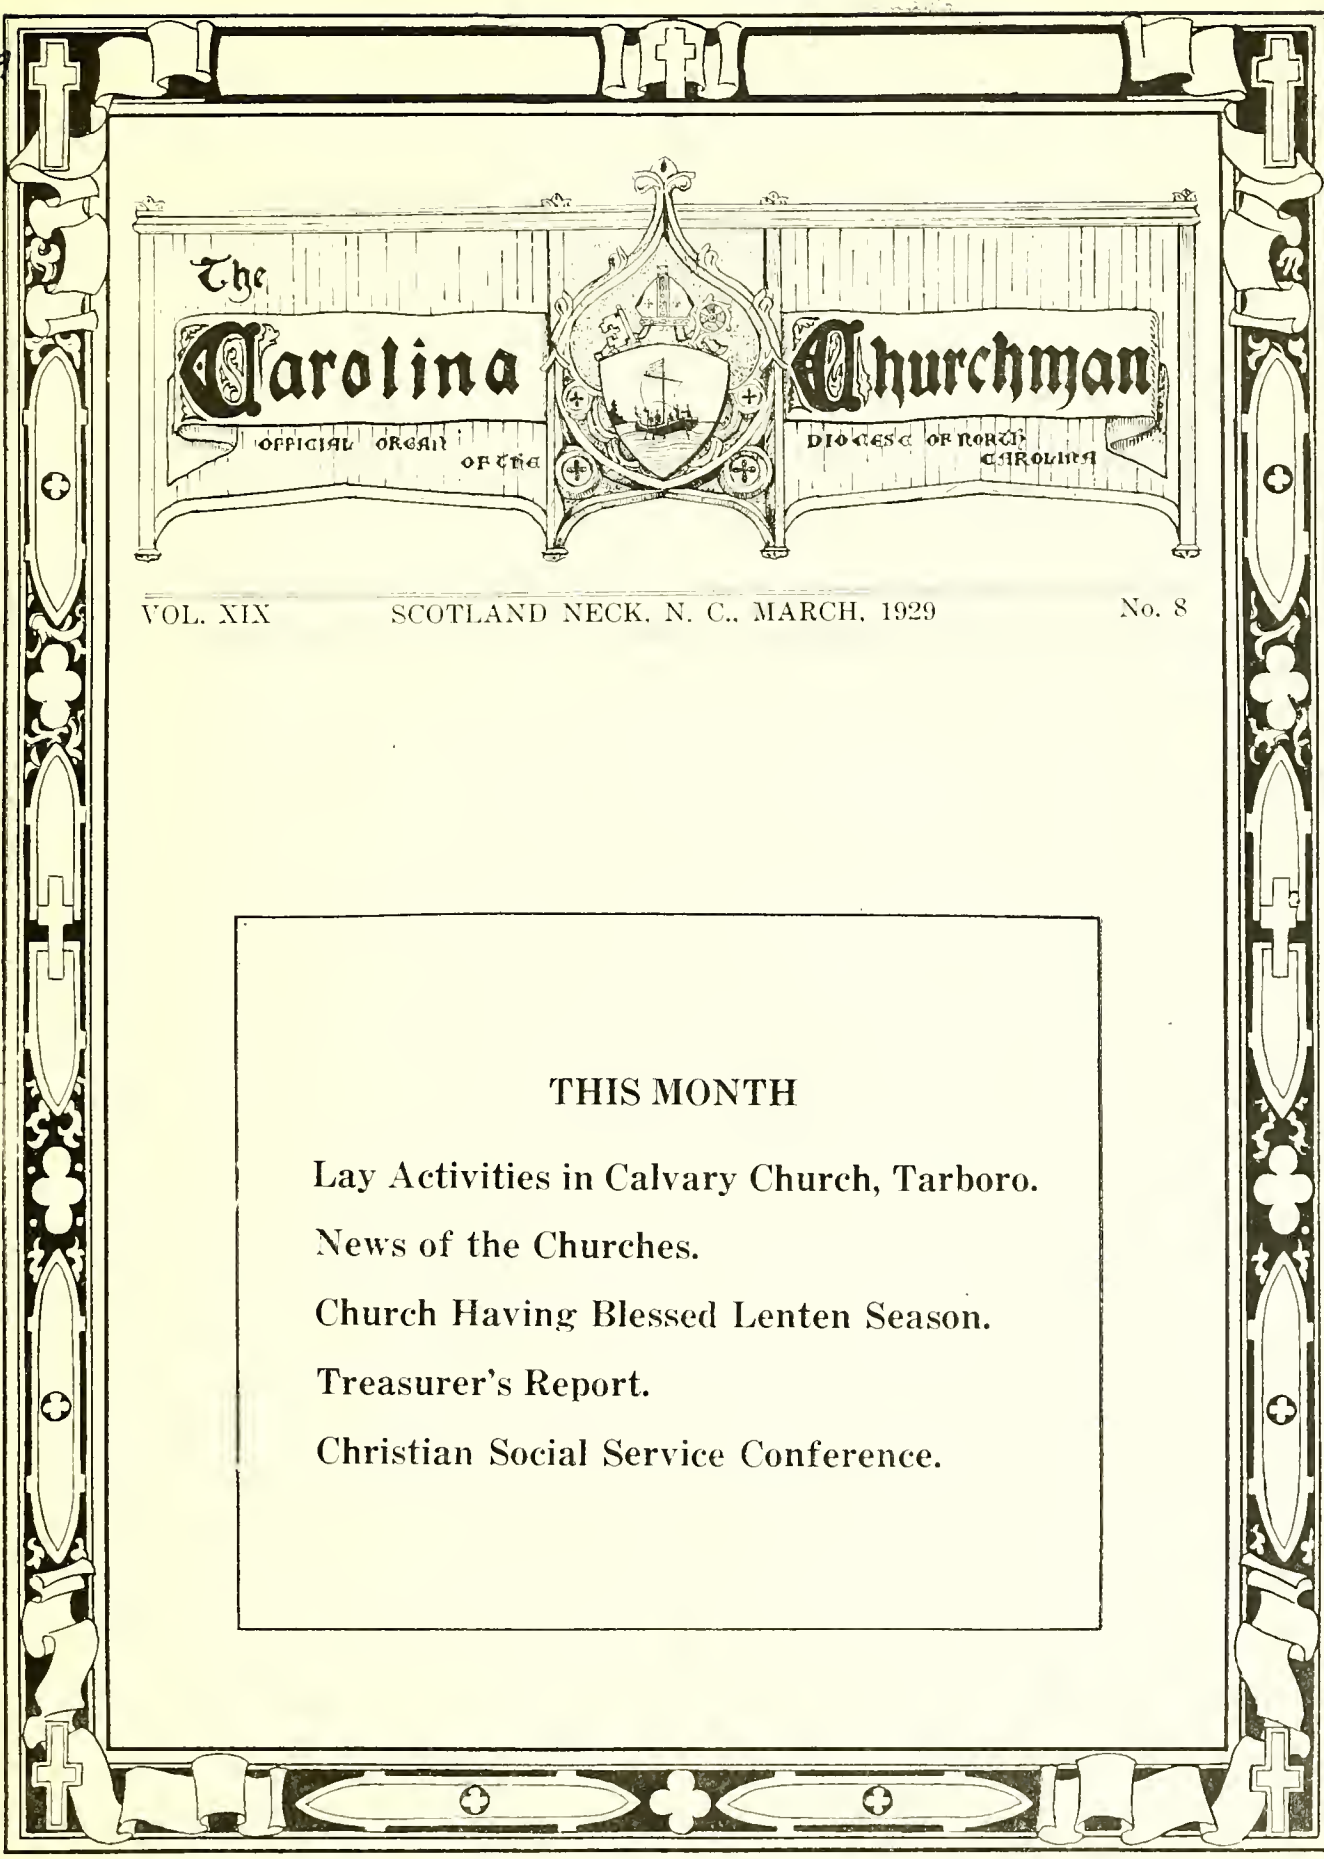 The
Carolina Churchman
OFFICIAL ORGAN OF THE DIOCESE OF NORTH CAROLINA
VOL. XIX SCOTLAND NECK, N. C., MARCH, 1929 No. 8
THIS MONTH
Lay Activities in Calvary Church, Tarboro.
News of the Churches.
Church Having Blessed Lenten Season.
Treasurer's Report.
Christian Social Service Conference.